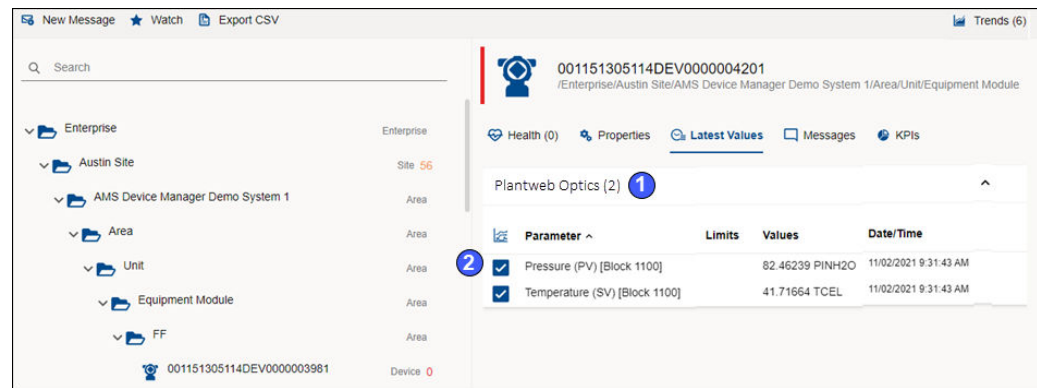 New Message Watch Export CSV Trends (6)
Search
Enterprise Enterprise
Austin Site Site 56
AMS Device Manager Demo System 1 Area
Area Area
Unit Area
Equipment Module Area
FF Area
001151305114DEV0000003981 Device 0
001151305114DEV0000004201
/Enterprise/Austin Site/AMS Device Manager Demo System 1/Area/Unit/Equipment Module
Health (0) Properties Latest Values Messages KPIs
Plantweb Optics (2) 1
Parameter Limits Values Date/Time
2 Pressure (PV) [Block 1100] 82.46239 PINH2O 11/02/2021 9:31:43 AM
Temperature (SV) [Block 1100] 41.71664 TCEL 11/02/2021 9:31:43 AM